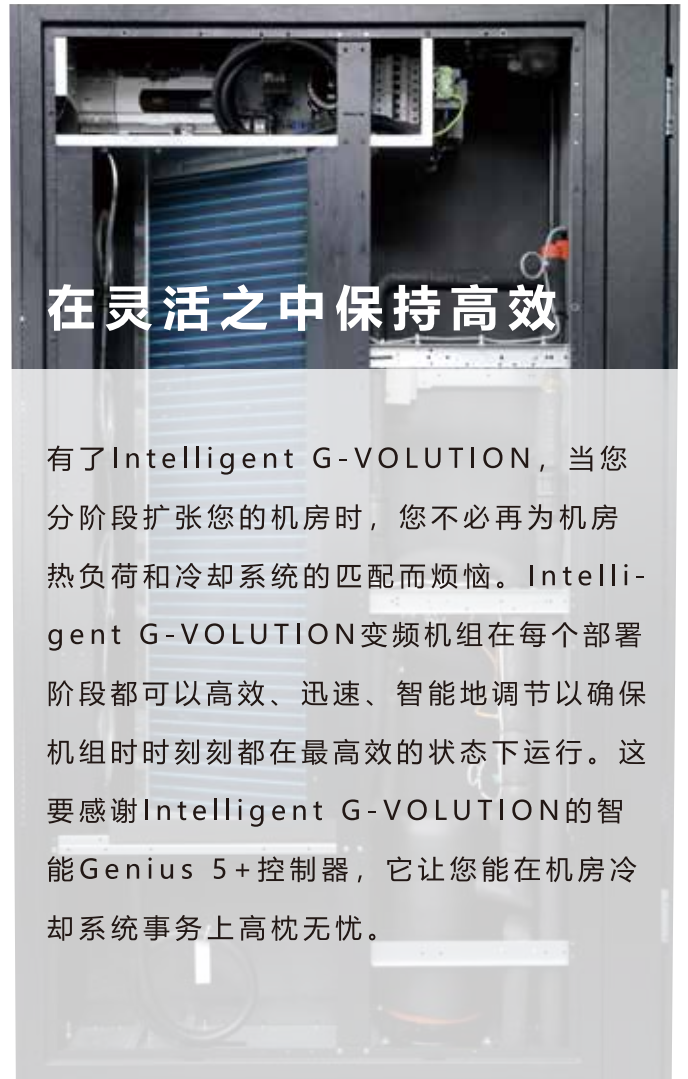 在灵活之中保持高效
有了Intelligent G-VOLUTION，当您
分阶段扩张您的机房时，您不必再为机房
热负荷和冷却系统的匹配而烦恼。Intelli-
gent G-VOLUTION变频机组在每个部署
阶段都可以高效、迅速、智能地调节以确保
机组时时刻刻都在最高效的状态下运行。这
要感谢Intelligent G-VOLUTION的智
能Genius 5+控制器，它让您能在机房冷
却系统事务上高枕无忧。